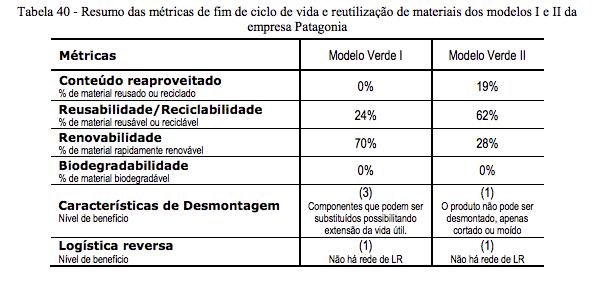 Tabela 40 - Resumo das métricas de fim de ciclo de vida e reutilização de materiais dos modelos I e II da
empresa Patagonia
Métricas Modelo Verde I Modelo Verde II
Conteúdo reaproveitado
% de material reusado ou reciclado
0% 19%
Reusabilidade/Reciclabilidade
% de material reusável ou reciclável
24% 62%
Renovabilidade
% de material rapidamente renovável
70% 28%
Biodegradabilidade
% de material biodegradável
0% 0%
Características de Desmontagem
Nível de benefício
(3)
Componentes que podem ser
substituídos possibilitando
extensão da vida útil.
(1)
O produto não pode ser
desmontado, apenas
cortado ou moído
Logística reversa
Nível de benefício
(1)
Não há rede de LR
(1)
Não há rede de LR